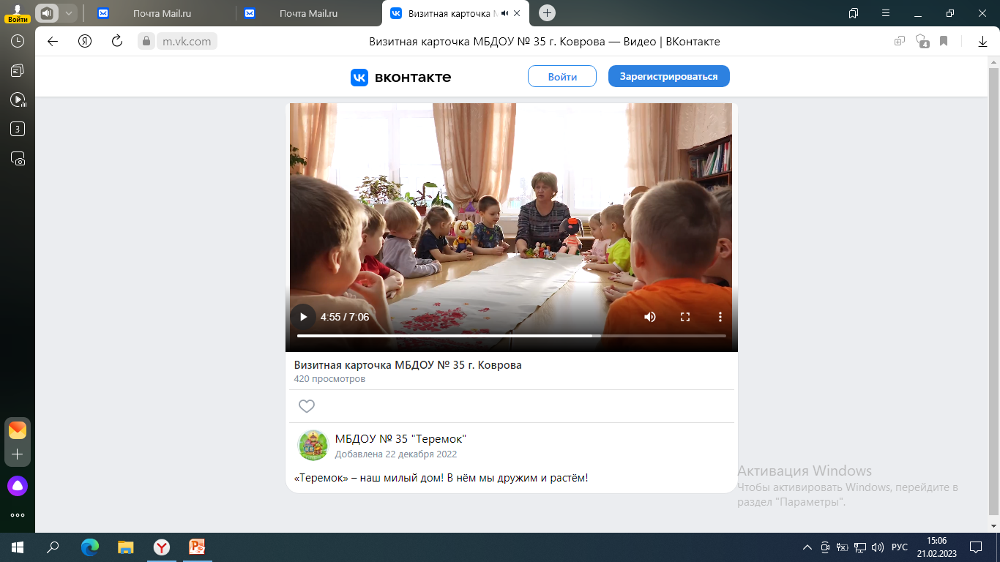 Войти
Почта Mail.ru
Почта Mail.ru
Визитная карточка М
m.vk.com
Визитная карточка МБДОУ № 35 г. Коврова — Видео | ВКонтакте
4
3
вконтакте
Войти
Зарегистрироваться
4:55 / 7:06
Визитная карточка МБДОУ № 35 г. Коврова
420 просмотров
МБДОУ № 35 "Теремок"
Добавлена 22 декабря 2022
«Теремок» – наш милый дом! В нём мы дружим и растём!
Активация Windows
Чтобы активировать Windows, перейдите в
раздел "Параметры".
РУС
15:06
21.02.2023